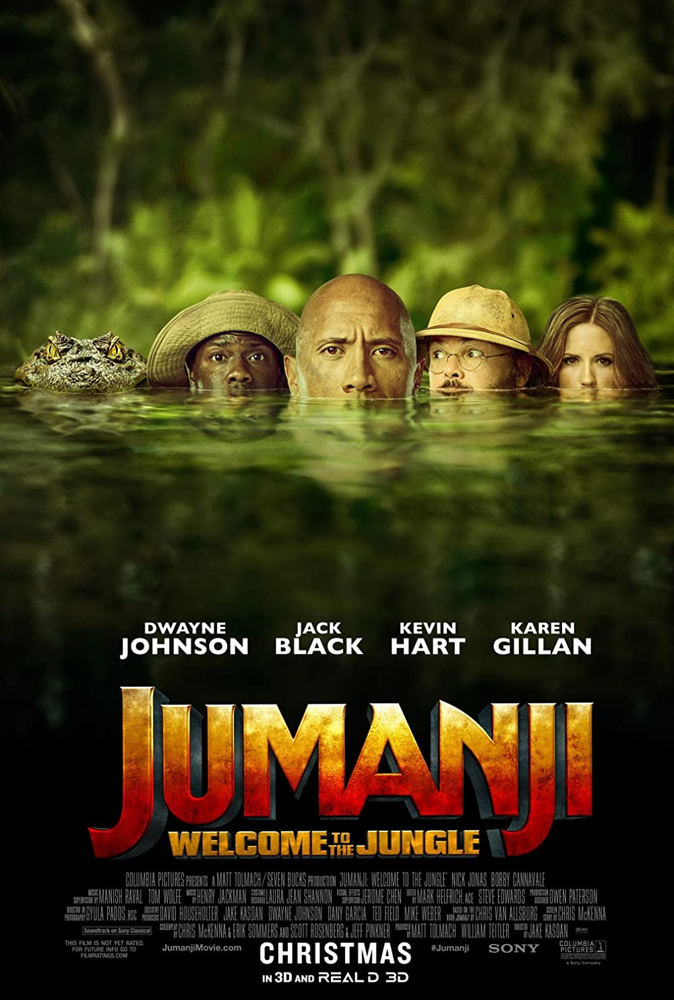 DWAYNE JOHNSON
JACK BLACK
KEVIN HART
KAREN GILLAN
JUMANJI
WELCOME TO THE JUNGLE
COLUMBIA PICTURES PRESENTS A MATT TOLMACH/SEVEN BUCKS PRODUCTION "JUMANJI: WELCOME TO THE JUNGLE" NICK JONAS BOBBY CANNAVALE
MUSIC SUPERVISION BY MANISH RAVAL TOM WOLFE MUSIC BY HENRY JACKMAN COSTUME DESIGNER LAURA JEAN SHANNON VISUAL EFFECTS SUPERVISOR JEROME CHEN EDITED BY MARK HELFRICH, ACE STEVE EDWARDS PRODUCTION DESIGNER OWEN PATERSON
DIRECTOR OF PHOTOGRAPHY GYULA PADOS, HSC EXECUTIVE PRODUCERS DAVID HOUSEHOLTER JAKE KASDAN DWAYNE JOHNSON DANY GARCIA TED FIELD MIKE WEBER BASED ON THE BOOK JUMANJI BY CHRIS VAN ALLSBURG SCREEN STORY BY CHRIS McKENNA
Soundtrack on Sony Classical
SCREENPLAY BY CHRIS McKENNA & ERIK SOMMERS AND SCOTT ROSENBERG & JEFF PINKNER PRODUCED BY MATT TOLMACH WILLIAM TEITLER DIRECTED BY JAKE KASDAN
THIS FILM IS NOT YET RATED.
FOR FUTURE INFO GO TO
FILMRATINGS.COM
JumanjiMovie.com
CHRISTMAS
IN 3D AND REAL D 3D
#Jumanji
SONY
COLUMBIA PICTURES
a Sony Company